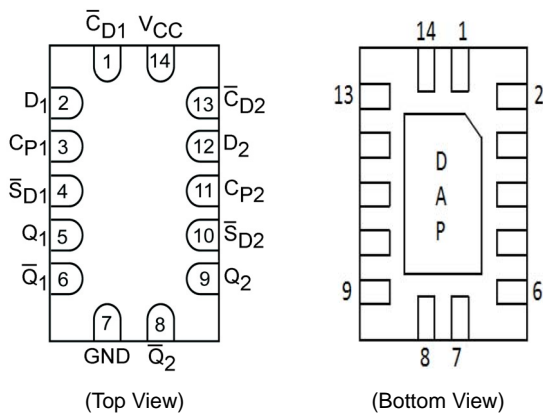 C̅D1 VCC
1 14
D1 2 13 C̅D2
CP1 3 12 D2
S̅D1 4 11 CP2
Q1 5 10 S̅D2
Q̅1 6 9 Q2
7 8
GND Q̅2
(Top View)
14 1
13 2
D
A
P
9 6
8 7
(Bottom View)